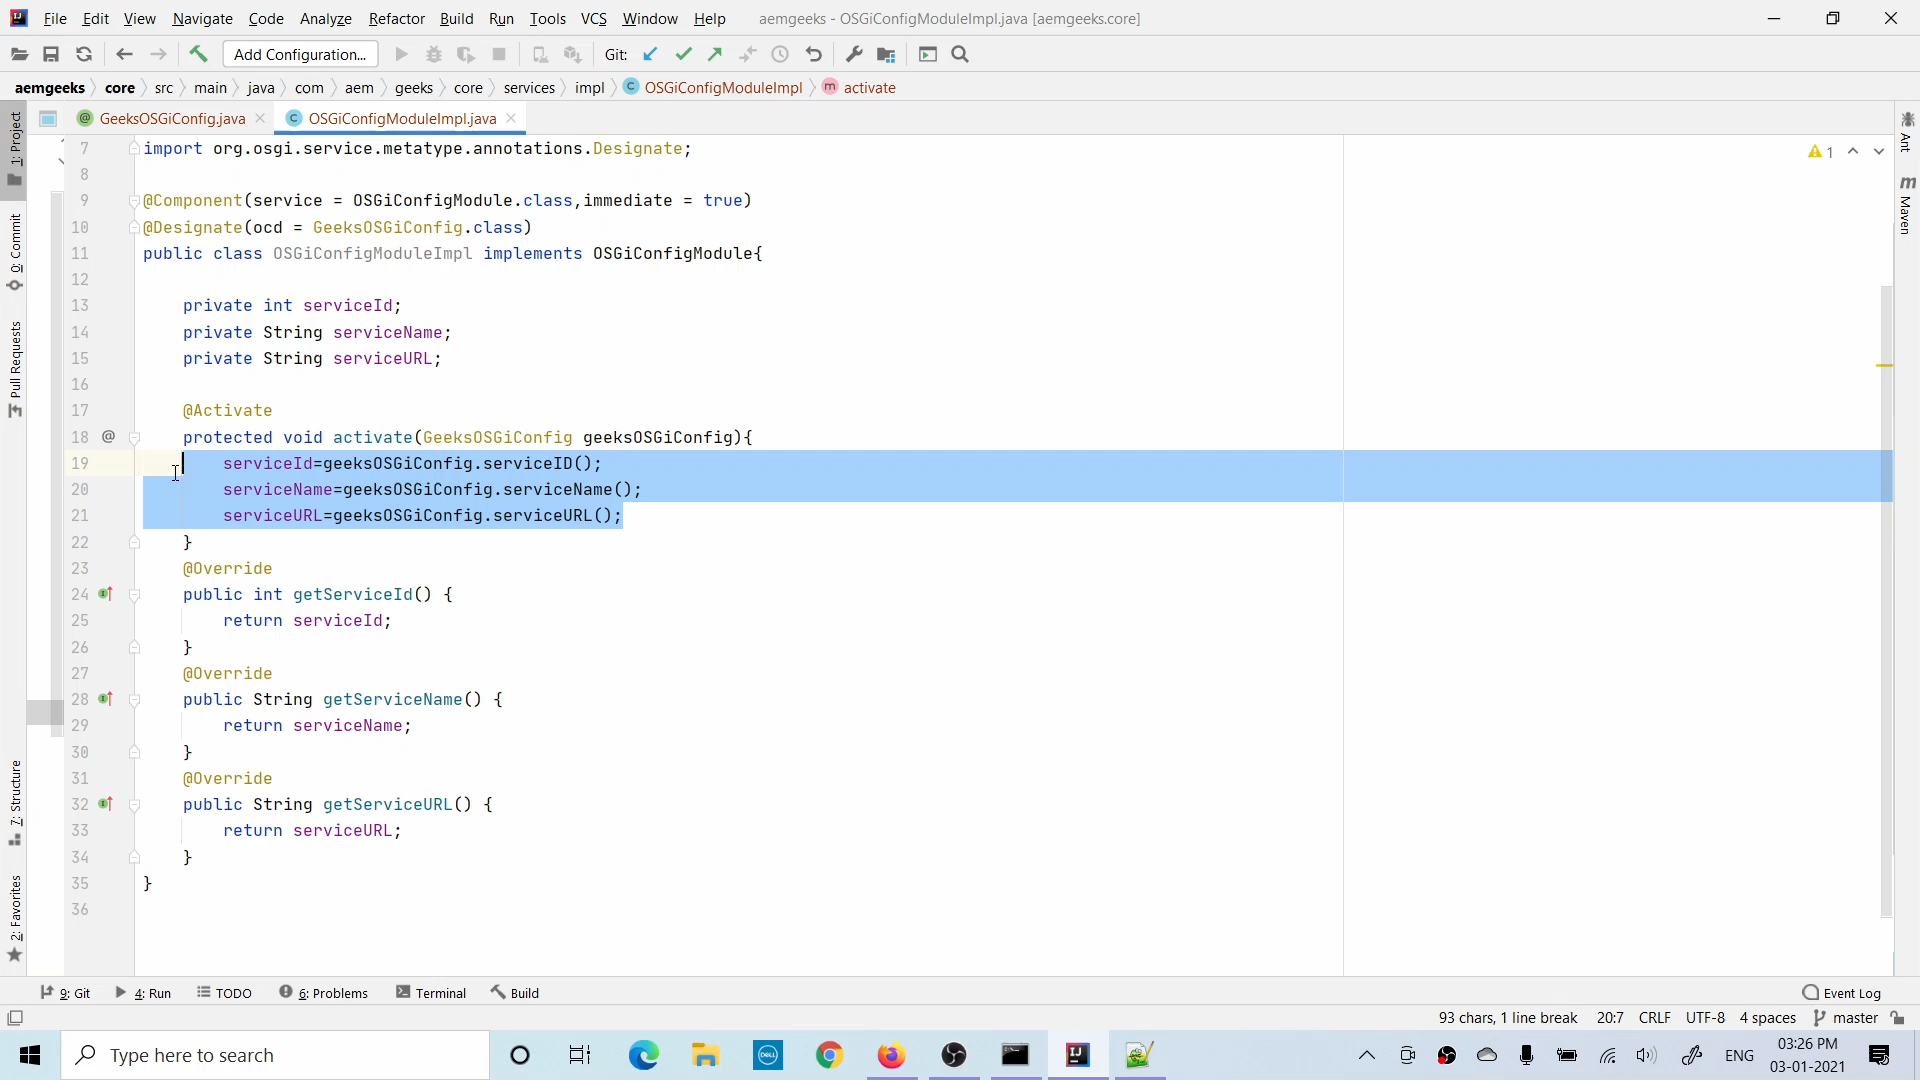 File Edit View Navigate Code Analyze Refactor Build Run Tools VCS Window Help aemgeeks - OSGiConfigModuleImpl.java [aemgeeks.core]
Add Configuration... Git:
aemgeeks core src main java com aem geeks core services impl OSGiConfigModuleImpl activate
GeeksOSGiConfig.java OSGiConfigModuleImpl.java
1: Project
0: Commit
Pull Requests
7: Structure
2: Favorites
Ant
Maven
1
7 import org.osgi.service.metatype.annotations.Designate;
8
9 @Component(service = OSGiConfigModule.class,immediate = true)
10 @Designate(ocd = GeeksOSGiConfig.class)
11 public class OSGiConfigModuleImpl implements OSGiConfigModule{
12
13 private int serviceId;
14 private String serviceName;
15 private String serviceURL;
16
17 @Activate
18 protected void activate(GeeksOSGiConfig geeksOSGiConfig){
19 serviceId=geeksOSGiConfig.serviceID();
20 serviceName=geeksOSGiConfig.serviceName();
21 serviceURL=geeksOSGiConfig.serviceURL();
22 }
23 @Override
24 public int getServiceId() {
25 return serviceId;
26 }
27 @Override
28 public String getServiceName() {
29 return serviceName;
30 }
31 @Override
32 public String getServiceURL() {
33 return serviceURL;
34 }
35 }
36
9: Git 4: Run TODO 6: Problems Terminal Build Event Log
93 chars, 1 line break 20:7 CRLF UTF-8 4 spaces master
Type here to search DELL ENG 03:26 PM
03-01-2021